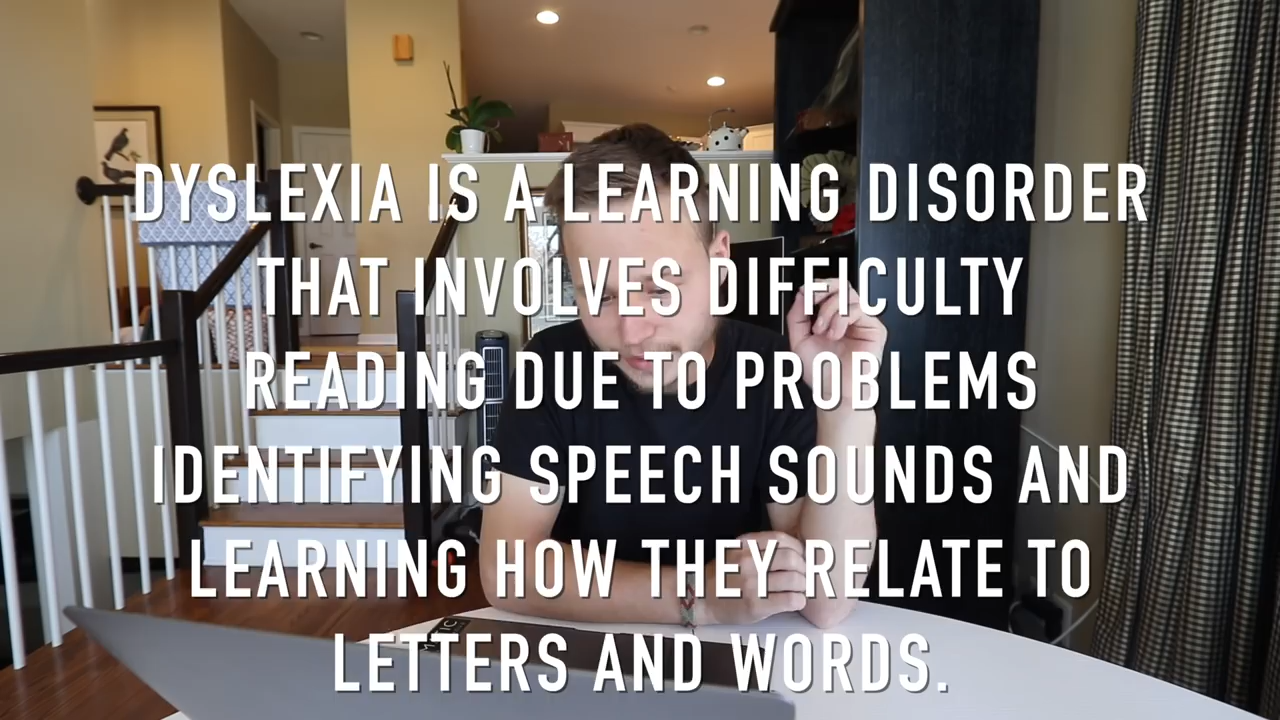 DYSLEXIA IS A LEARNING DISORDER
THAT INVOLVES DIFFICULTY
READING DUE TO PROBLEMS
IDENTIFYING SPEECH SOUNDS AND
LEARNING HOW THEY RELATE TO
LETTERS AND WORDS.